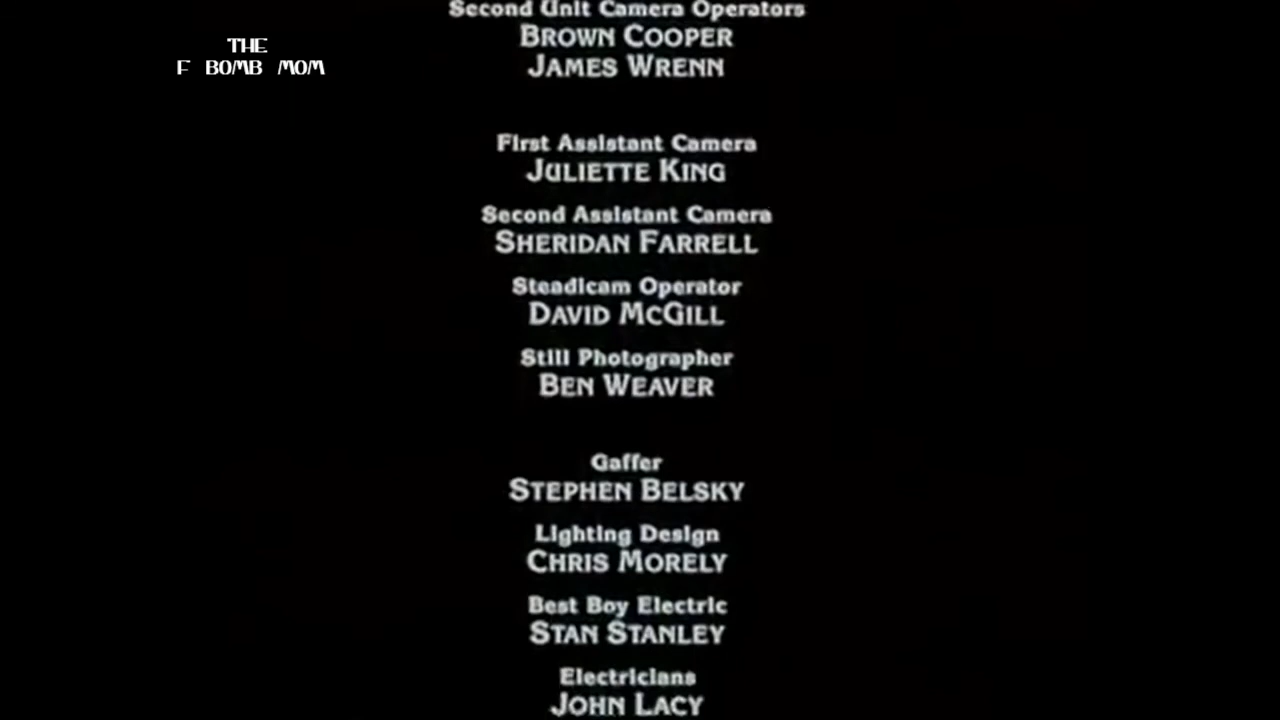 Second Unit Camera Operators
BROWN COOPER
JAMES WRENN
THE
F BOMB MOM
First Assistant Camera
JULIETTE KING
Second Assistant Camera
SHERIDAN FARRELL
Steadicam Operator
DAVID MCGILL
Still Photographer
BEN WEAVER
Gaffer
STEPHEN BELSKY
Lighting Design
CHRIS MORELY
Best Boy Electric
STAN STANLEY
Electricians
JOHN LACY